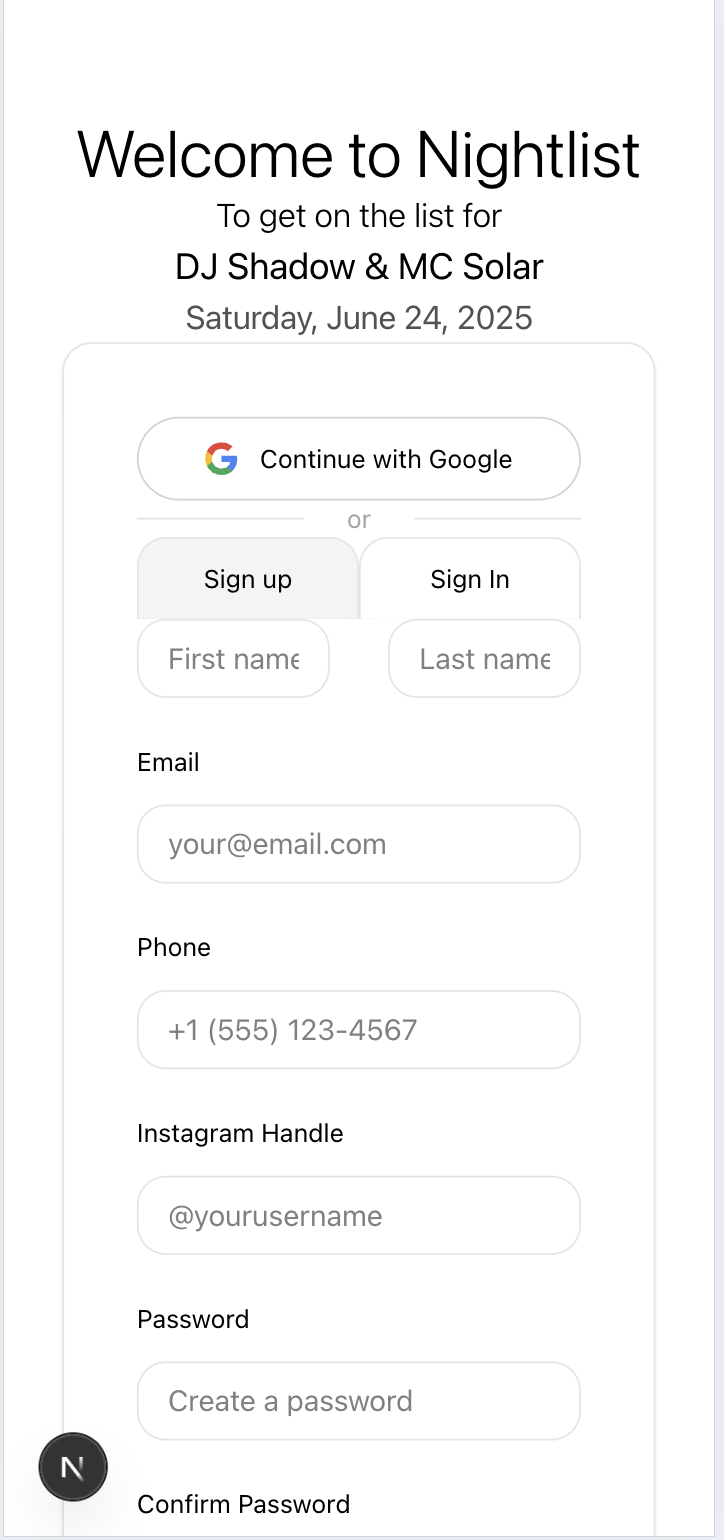 Welcome to Nightlist
To get on the list for
DJ Shadow & MC Solar
Saturday, June 24, 2025
Continue with Google
or
Sign up Sign In
First name Last name
Email
your@email.com
Phone
+1 (555) 123-4567
Instagram Handle
@yourusername
Password
Create a password
N
Confirm Password